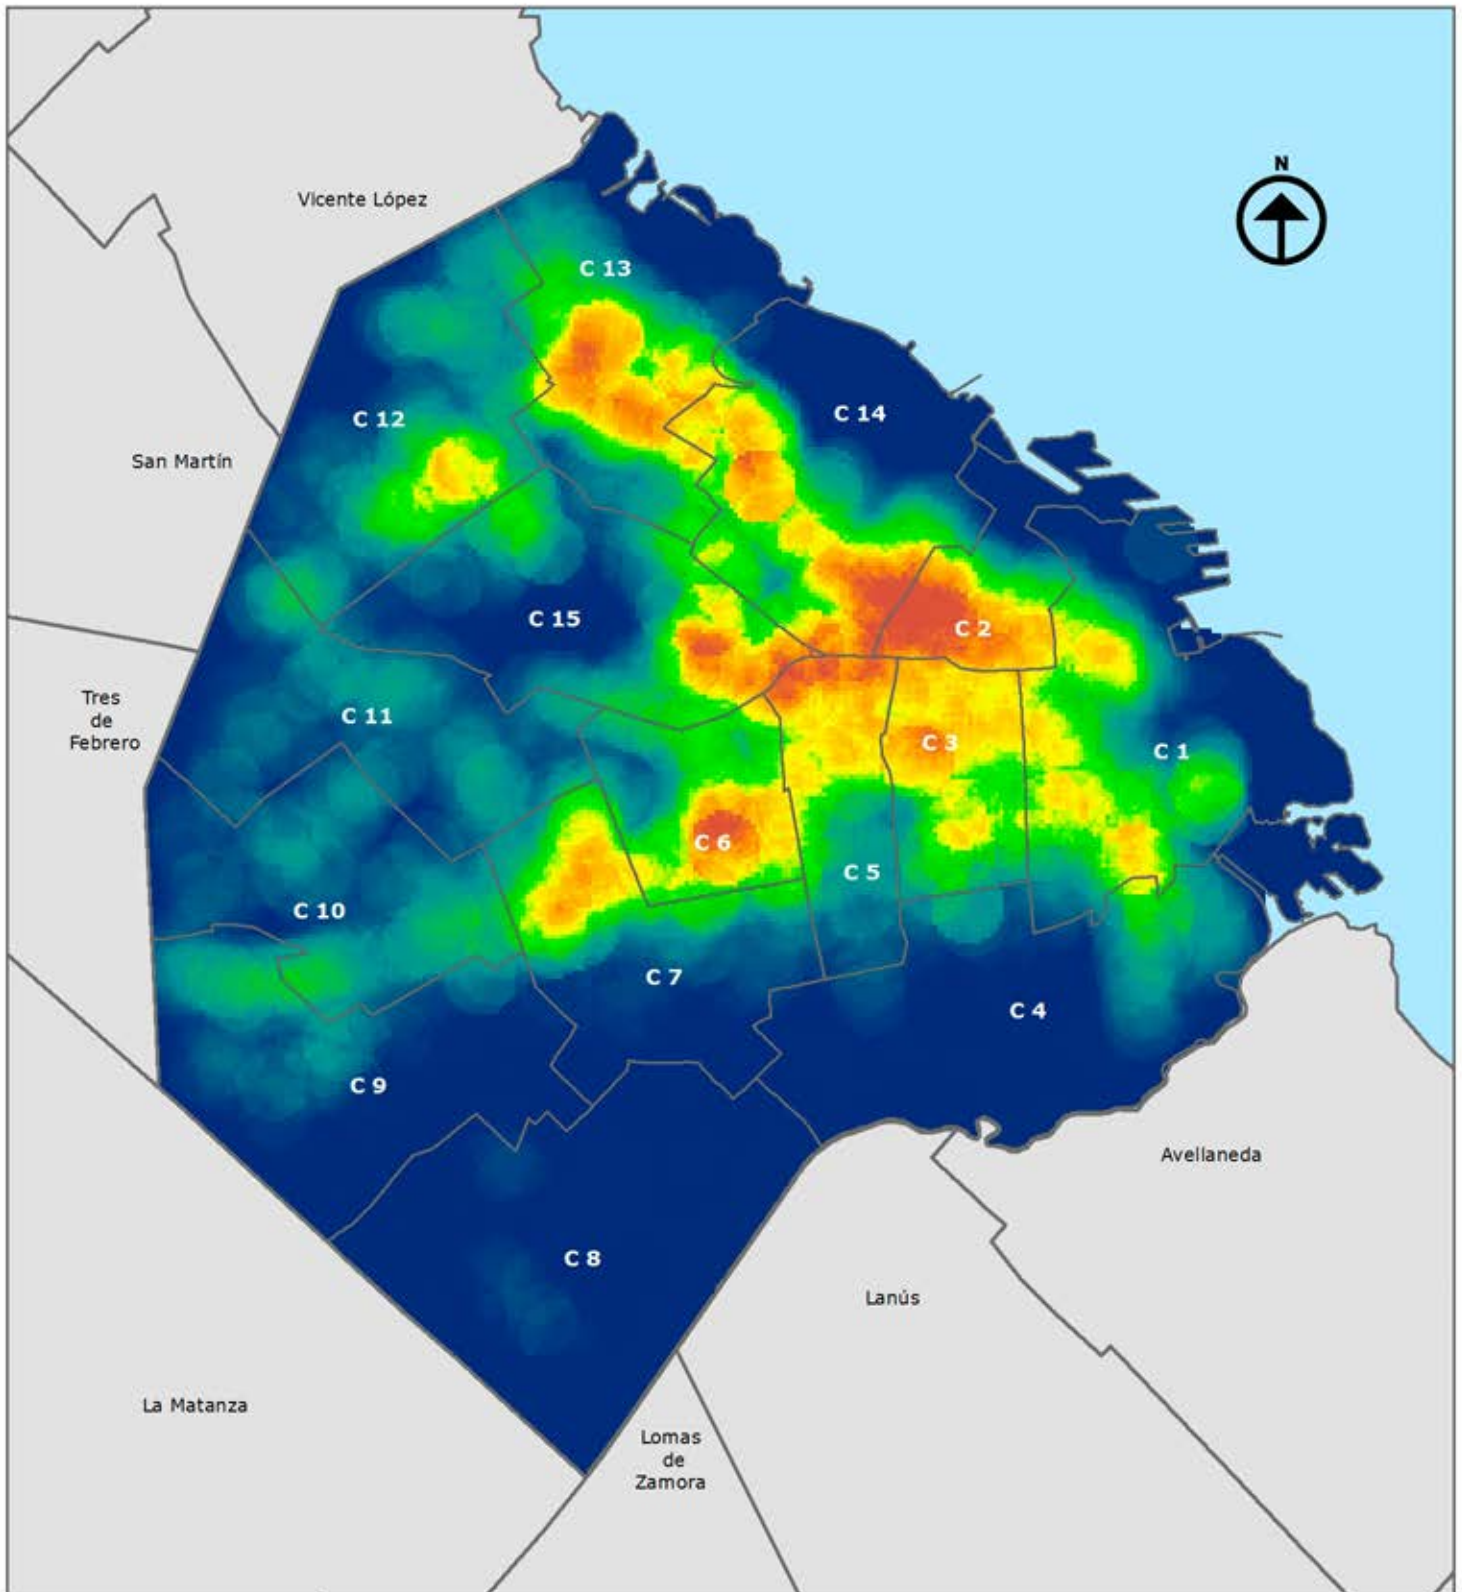 N
Vicente López
C 13
C 14
C 12
San Martín
C 15
C 2
Tres
de
Febrero
C 11
C 3
C 1
C 6
C 5
C 10
C 7
C 4
C 9
Avellaneda
C 8
Lanús
La Matanza
Lomas
de
Zamora